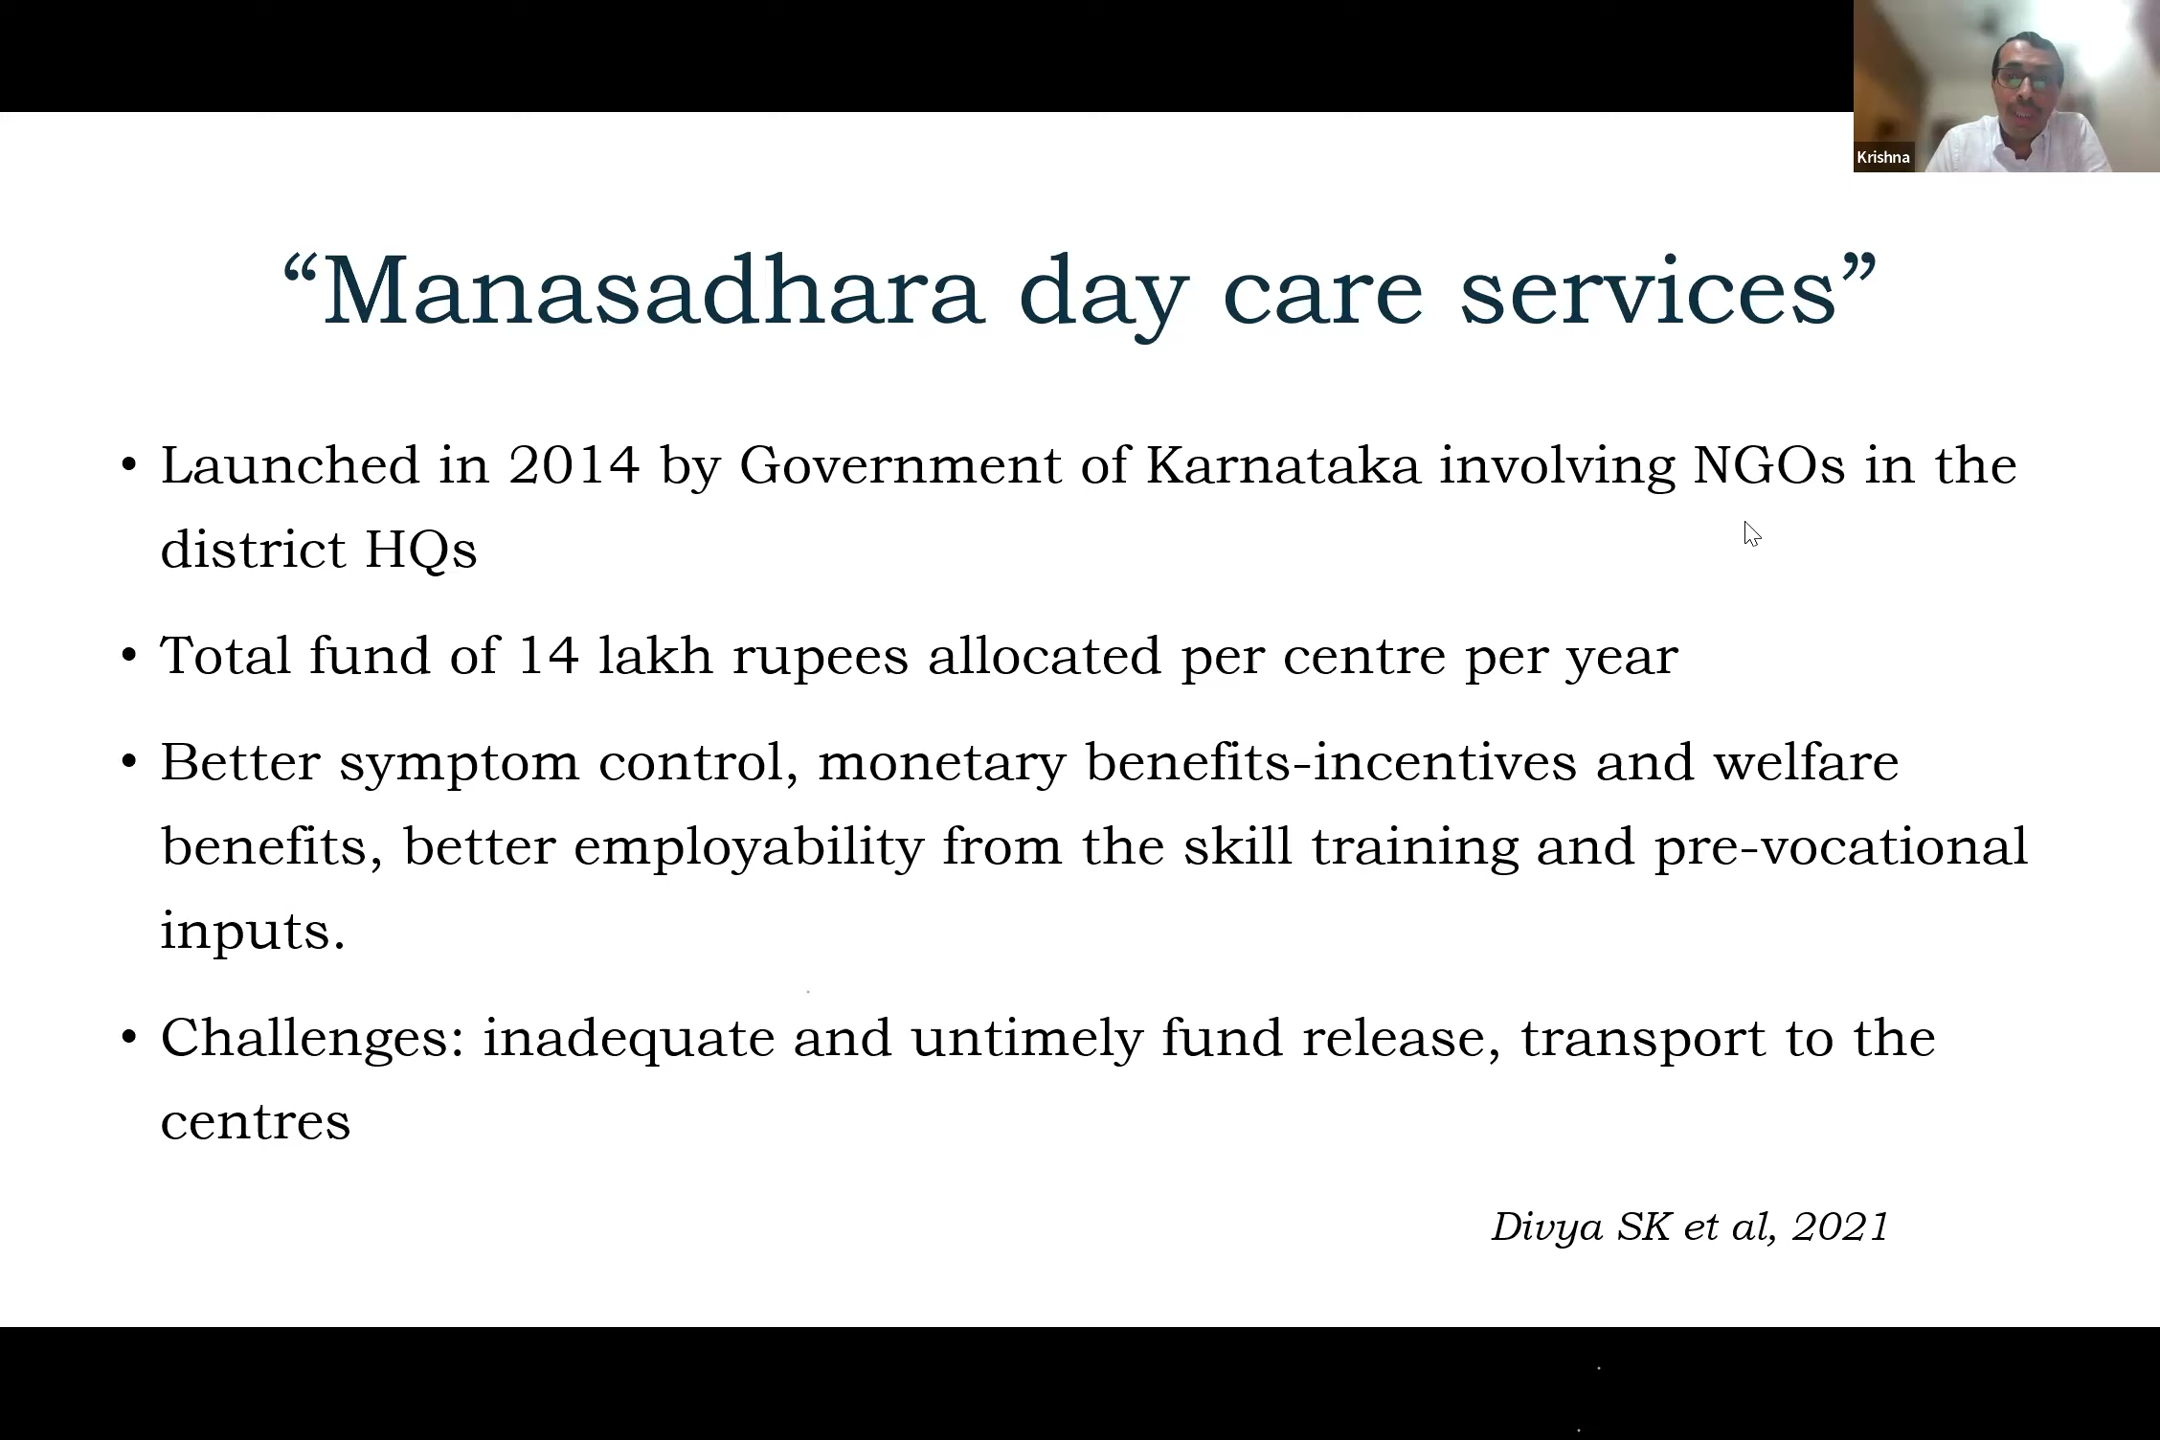 Krishna
“Manasadhara day care services”
• Launched in 2014 by Government of Karnataka involving NGOs in the
district HQs
• Total fund of 14 lakh rupees allocated per centre per year
• Better symptom control, monetary benefits-incentives and welfare
benefits, better employability from the skill training and pre-vocational
inputs.
• Challenges: inadequate and untimely fund release, transport to the
centres
Divya SK et al, 2021